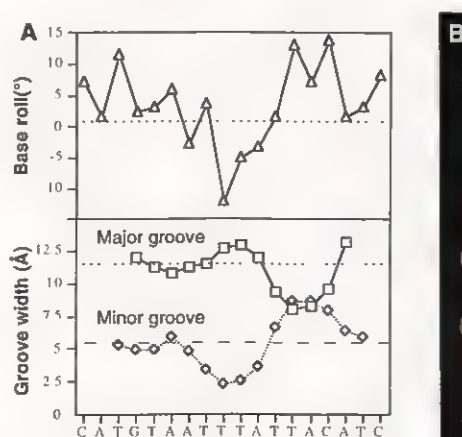 A
B
15
10
5
0
-5
10
Base roll(°)
Major groove
12.5
10
7.5
Minor groove
5
2.5
0
Groove width (Å)
C A T G T A A T T T A T T A C A T C